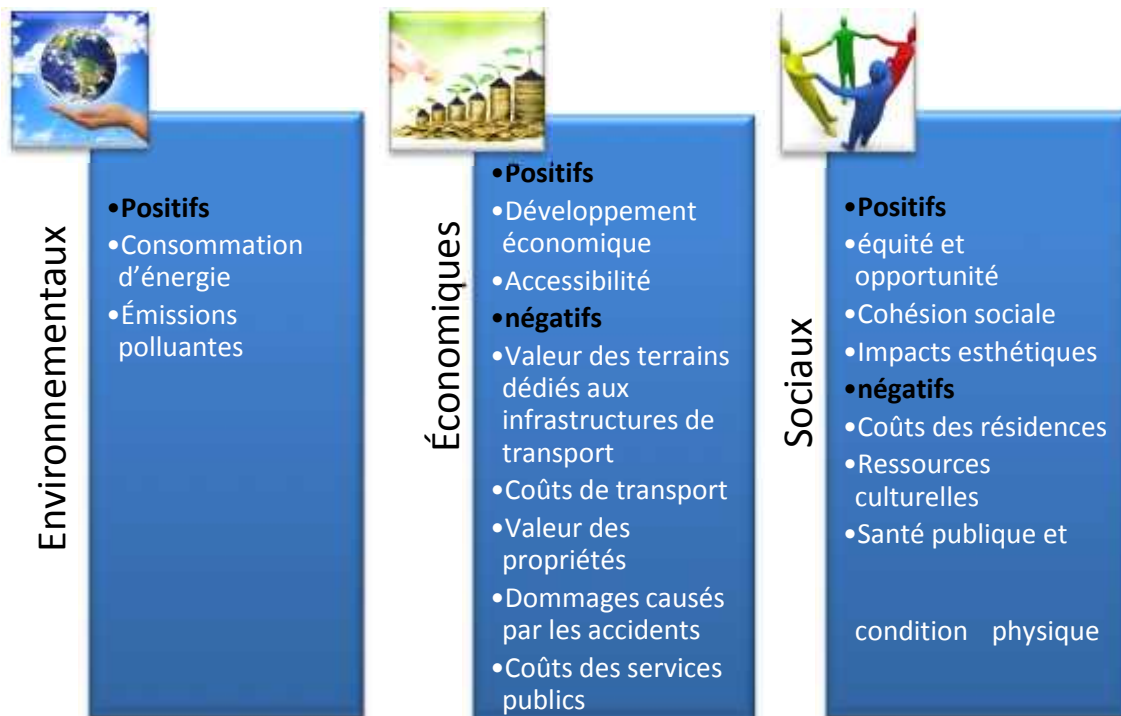 Environnementaux
•Positifs
•Consommation
d’énergie
•Émissions
polluantes
Économiques
•Positifs
•Développement
économique
•Accessibilité
•négatifs
•Valeur des terrains
dédiés aux
infrastructures de
transport
•Coûts de transport
•Valeur des
propriétés
•Dommages causés
par les accidents
•Coûts des services
publics
Sociaux
•Positifs
•équité et
opportunité
•Cohésion sociale
•Impacts esthétiques
•négatifs
•Coûts des résidences
•Ressources
culturelles
•Santé publique et
condition physique